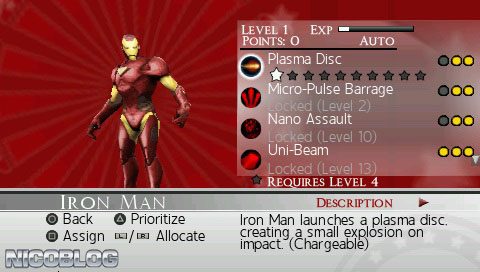 LEVEL 1 EXP
POINTS: 0 AUTO
Plasma Disc
Micro-Pulse Barrage
Locked (Level 2)
Nano Assault
Locked (Level 10)
Uni-Beam
Locked (Level 13)
REQUIRES LEVEL 4
IRON MAN
DESCRIPTION
Back Prioritize
Assign L/R Allocate
Iron Man launches a plasma disc.
creating a small explosion on
impact. (Chargeable)
NICOBLOG